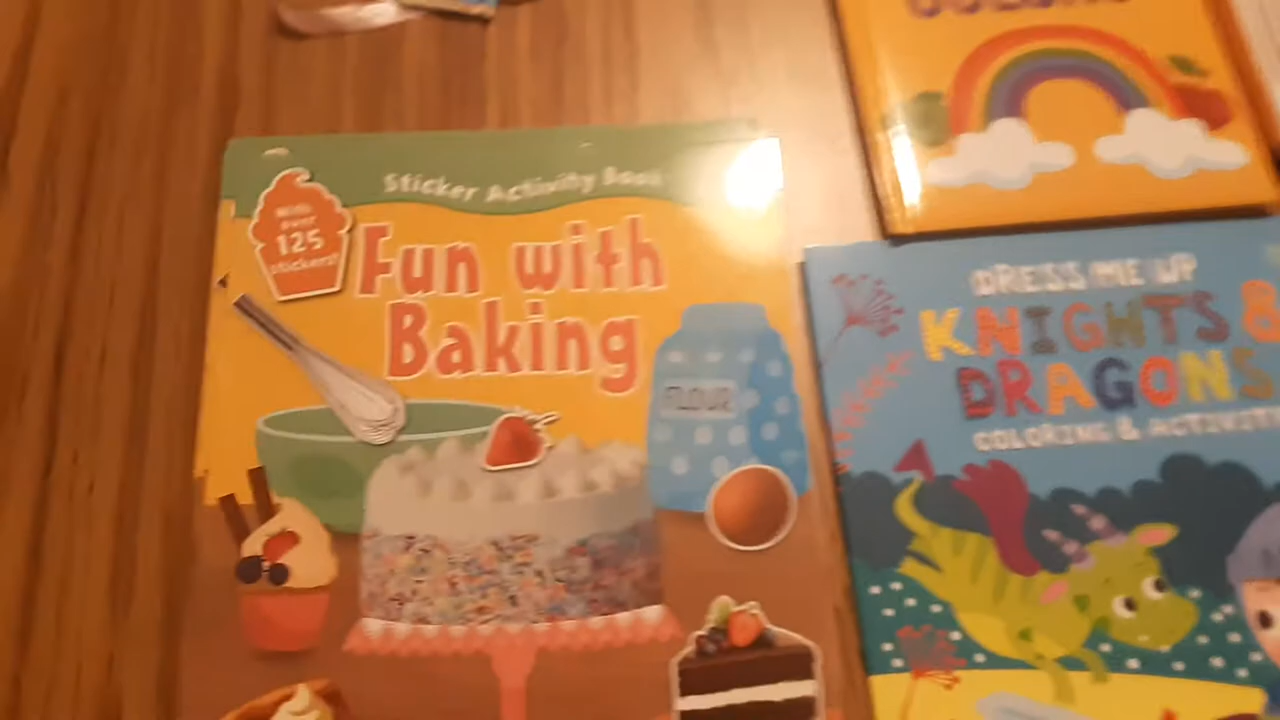 Sticker Activity Book
With
over
125
stickers!
Fun with
Baking
FLOUR
DRESS ME UP
KNIGHTS &
DRAGONS
COLORING & ACTIVITY